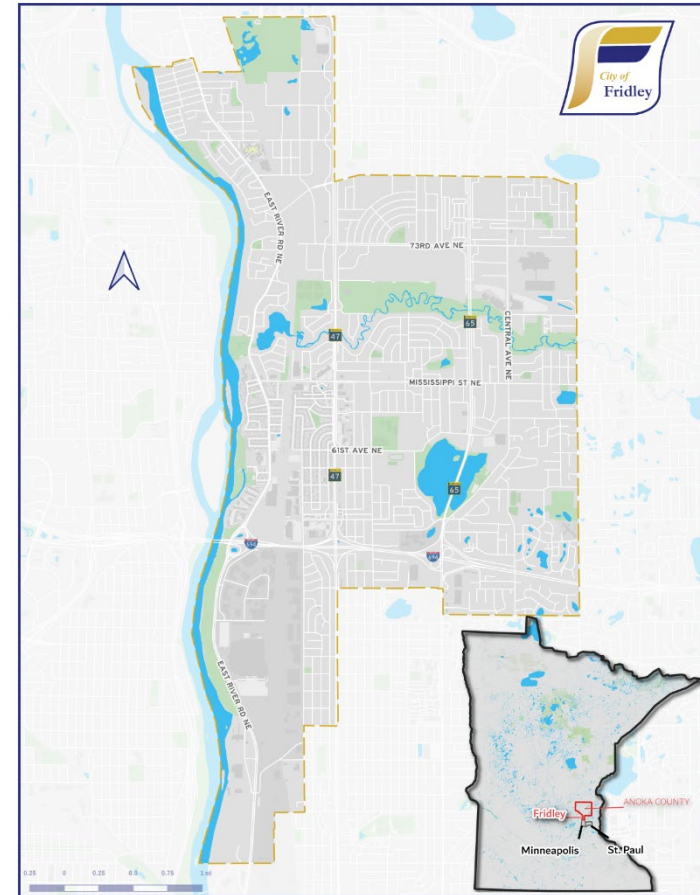 City of
Fridley
EAST RIVER RD NE
73RD AVE NE
CENTRAL AVE NE
47
65
MISSISSIPPI ST NE
61ST AVE NE
47
65
694
694
EAST RIVER RD NE
ANOKA COUNTY
Fridley
Minneapolis
St. Paul
0.25 0 0.25 0.5 0.75 1 mi